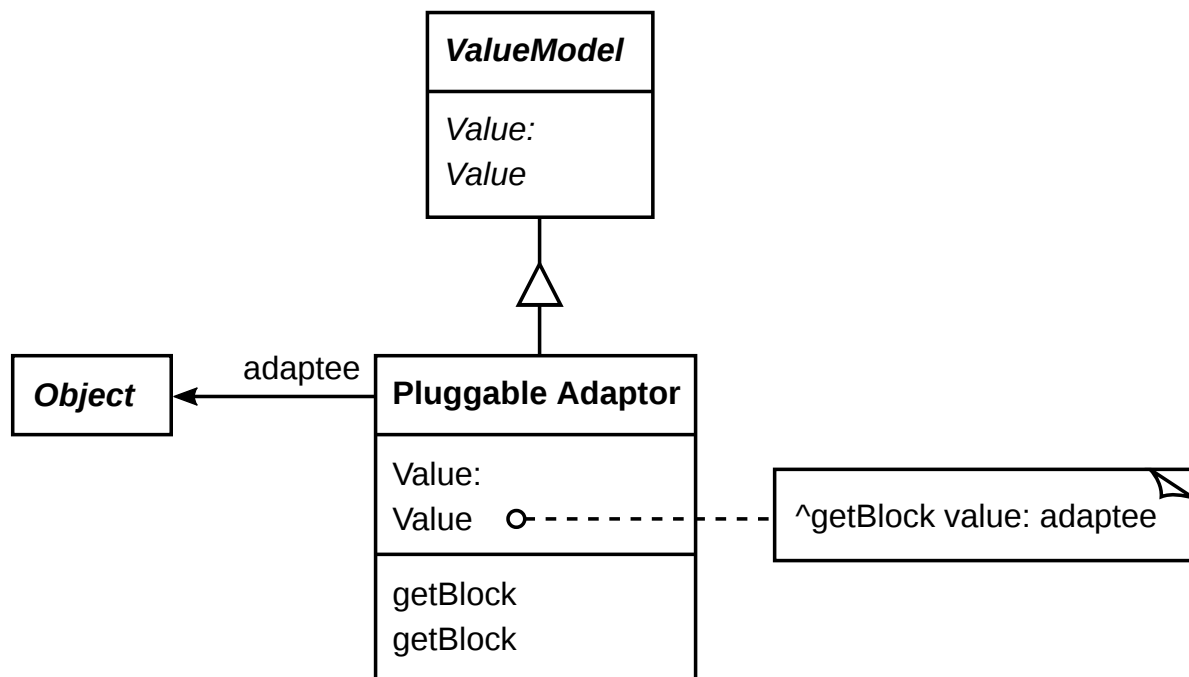 ValueModel
Value:
Value
adaptee
Object
Pluggable Adaptor
Value:
Value
^getBlock value: adaptee
getBlock
getBlock